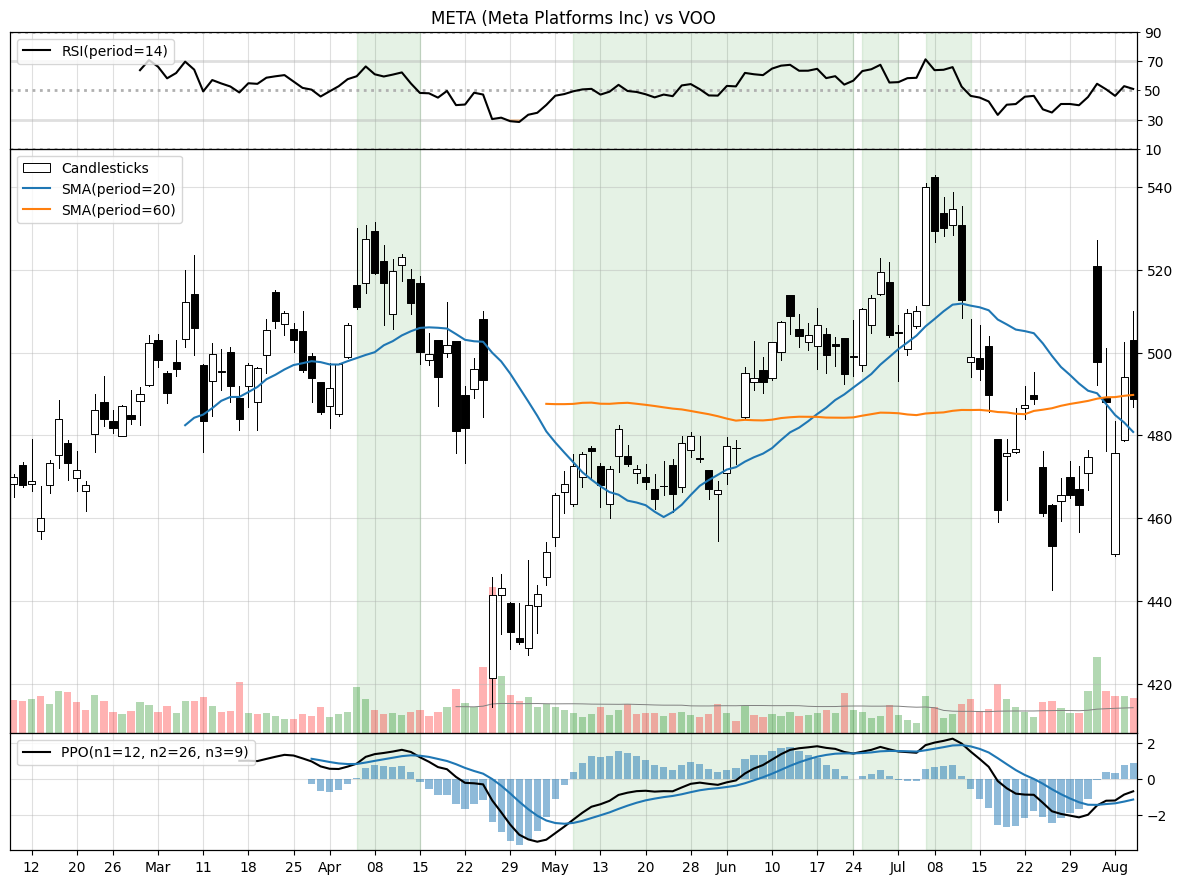 META (Meta Platforms Inc) vs VOO
RSI(period=14)
90
70
50
30
10
Candlesticks
SMA(period=20)
SMA(period=60)
540
520
500
480
460
440
420
PPO(n1=12, n2=26, n3=9)
2
0
−2
12 20 26 Mar 11 18 25 Apr 08 15 22 29 May 13 20 28 Jun 10 17 24 Jul 08 15 22 29 Aug